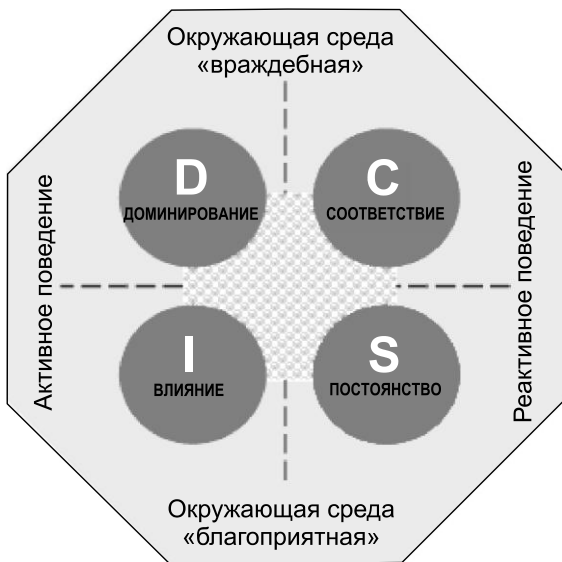 Окружающая среда
«враждебная»
D
ДОМИНИРОВАНИЕ
C
СООТВЕТСТВИЕ
Активное поведение
Реактивное поведение
I
ВЛИЯНИЕ
S
ПОСТОЯНСТВО
Окружающая среда
«благоприятная»